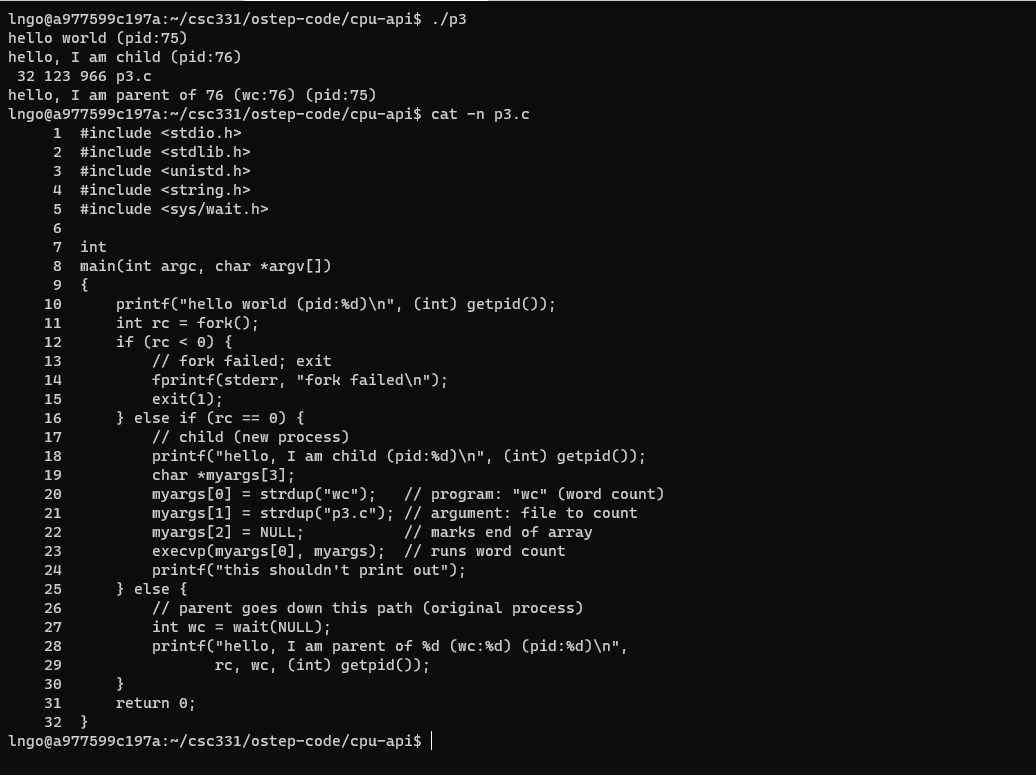 lngo@a977599c197a:~/csc331/ostep-code/cpu-api$ ./p3
hello world (pid:75)
hello, I am child (pid:76)
 32 123 966 p3.c
hello, I am parent of 76 (wc:76) (pid:75)
lngo@a977599c197a:~/csc331/ostep-code/cpu-api$ cat -n p3.c
     1  #include <stdio.h>
     2  #include <stdlib.h>
     3  #include <unistd.h>
     4  #include <string.h>
     5  #include <sys/wait.h>
     6
     7  int
     8  main(int argc, char *argv[])
     9  {
    10      printf("hello world (pid:%d)\n", (int) getpid());
    11      int rc = fork();
    12      if (rc < 0) {
    13          // fork failed; exit
    14          fprintf(stderr, "fork failed\n");
    15          exit(1);
    16      } else if (rc == 0) {
    17          // child (new process)
    18          printf("hello, I am child (pid:%d)\n", (int) getpid());
    19          char *myargs[3];
    20          myargs[0] = strdup("wc");   // program: "wc" (word count)
    21          myargs[1] = strdup("p3.c"); // argument: file to count
    22          myargs[2] = NULL;           // marks end of array
    23          execvp(myargs[0], myargs);  // runs word count
    24          printf("this shouldn't print out");
    25      } else {
    26          // parent goes down this path (original process)
    27          int wc = wait(NULL);
    28          printf("hello, I am parent of %d (wc:%d) (pid:%d)\n",
    29                 rc, wc, (int) getpid());
    30      }
    31      return 0;
    32  }
lngo@a977599c197a:~/csc331/ostep-code/cpu-api$